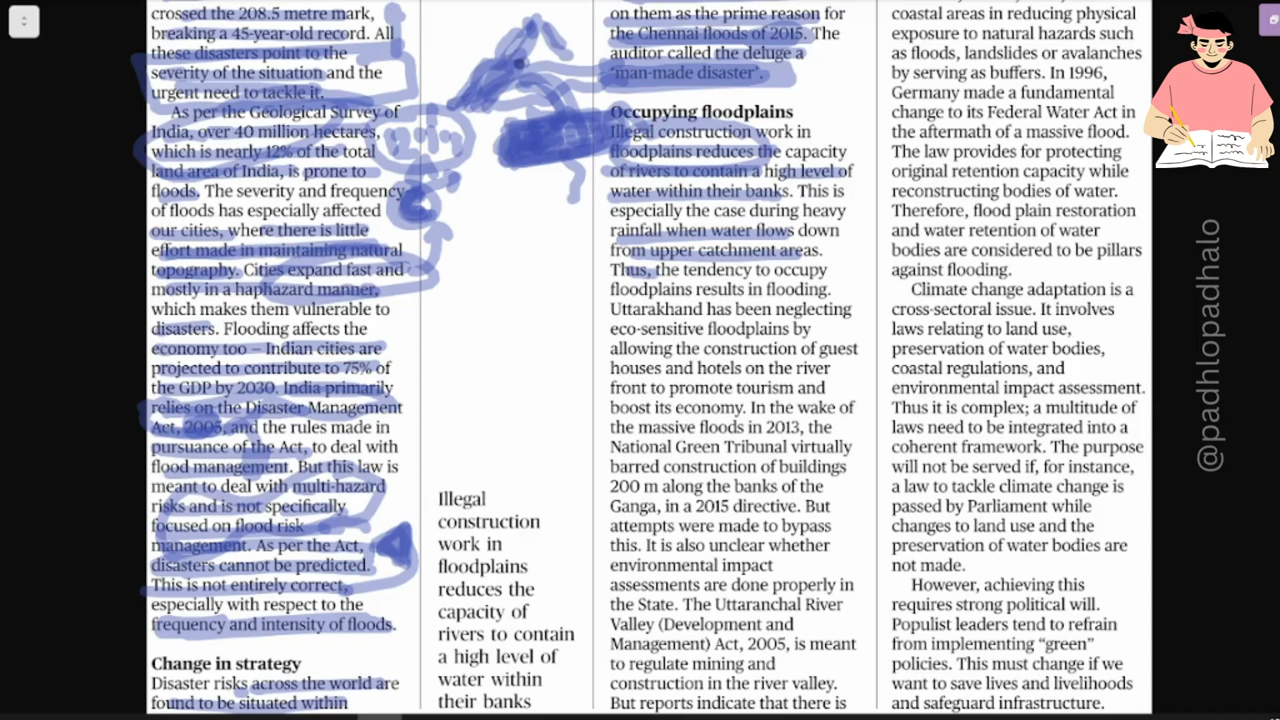 crossed the 208.5 metre mark,
breaking a 45-year-old record. All
these disasters point to the
severity of the situation and the
urgent need to tackle it.
As per the Geological Survey of
India, over 40 million hectares,
which is nearly 12% of the total
land area of India, is prone to
floods. The severity and frequency
of floods has especially affected
our cities, where there is little
effort made in maintaining natural
topography. Cities expand fast and
mostly in a haphazard manner,
which makes them vulnerable to
disasters. Flooding affects the
economy too – Indian cities are
projected to contribute to 75% of
the GDP by 2030. India primarily
relies on the Disaster Management
Act, 2005, and the rules made in
pursuance of the Act, to deal with
flood management. But this law is
meant to deal with multi-hazard
risks and is not specifically
focused on flood risk
management. As per the Act,
disasters cannot be predicted.
This is not entirely correct,
especially with respect to the
frequency and intensity of floods.
Change in strategy
Disaster risks across the world are
found to be situated within
Illegal
construction
work in
floodplains
reduces the
capacity of
rivers to contain
a high level of
water within
their banks
on them as the prime reason for
the Chennai floods of 2015. The
auditor called the deluge a
'man-made disaster'.
Occupying floodplains
Illegal construction work in
floodplains reduces the capacity
of rivers to contain a high level of
water within their banks. This is
especially the case during heavy
rainfall when water flows down
from upper catchment areas.
Thus, the tendency to occupy
floodplains results in flooding.
Uttarakhand has been neglecting
eco-sensitive floodplains by
allowing the construction of guest
houses and hotels on the river
front to promote tourism and
boost its economy. In the wake of
the massive floods in 2013, the
National Green Tribunal virtually
barred construction of buildings
200 m along the banks of the
Ganga, in a 2015 directive. But
attempts were made to bypass
this. It is also unclear whether
environmental impact
assessments are done properly in
the State. The Uttaranchal River
Valley (Development and
Management) Act, 2005, is meant
to regulate mining and
construction in the river valley.
But reports indicate that there is
coastal areas in reducing physical
exposure to natural hazards such
as floods, landslides or avalanches
by serving as buffers. In 1996,
Germany made a fundamental
change to its Federal Water Act in
the aftermath of a massive flood.
The law provides for protecting
original retention capacity while
reconstructing bodies of water.
Therefore, flood plain restoration
and water retention of water
bodies are considered to be pillars
against flooding.
Climate change adaptation is a
cross-sectoral issue. It involves
laws relating to land use,
preservation of water bodies,
coastal regulations, and
environmental impact assessment.
Thus it is complex; a multitude of
laws need to be integrated into a
coherent framework. The purpose
will not be served if, for instance,
a law to tackle climate change is
passed by Parliament while
changes to land use and the
preservation of water bodies are
not made.
However, achieving this
requires strong political will.
Populist leaders tend to refrain
from implementing “green”
policies. This must change if we
want to save lives and livelihoods
and safeguard infrastructure.
@padhlopadhalo